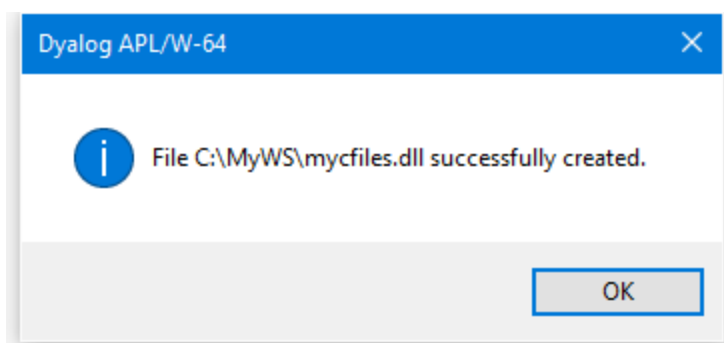 Dyalog APL/W-64
File C:\MyWS\mycfiles.dll successfully created.
OK